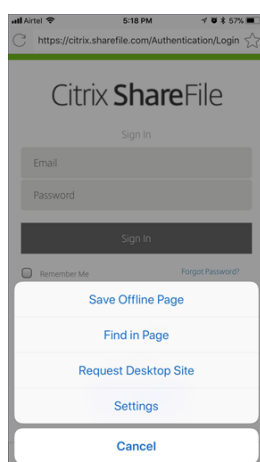 Airtel 5:18 PM 57%
https://citrix.sharefile.com/Authentication/Login
Citrix ShareFile
Sign In
Email
Password
Sign In
Remember Me Forgot Password?
Save Offline Page
Find in Page
Request Desktop Site
Settings
Cancel